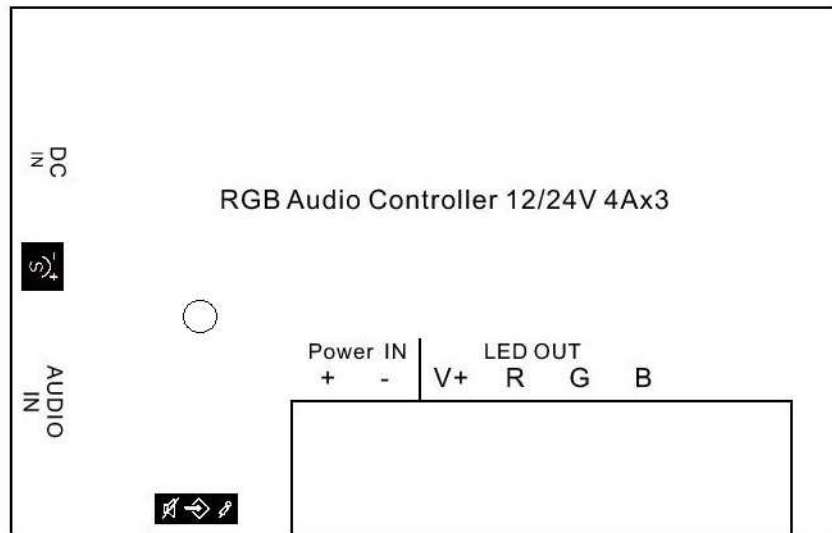 DC
IN
RGB Audio Controller 12/24V 4Ax3
S
+ -
Power IN
+ -
LED OUT
V+ R G B
AUDIO
IN